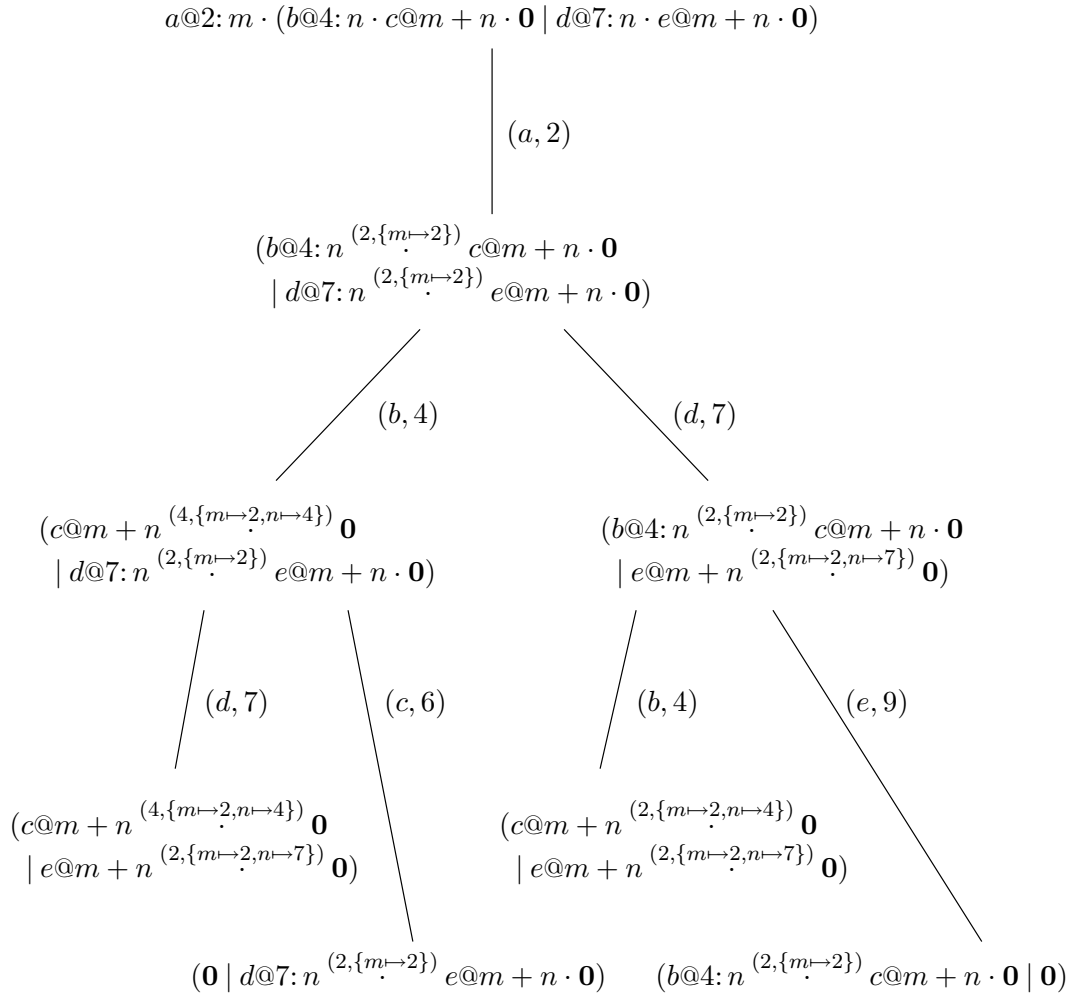 a@2: m · (b@4: n · c@m + n · 0 | d@7: n · e@m + n · 0)
(a, 2)
(b@4: n (2,{m↦2}) · c@m + n · 0
| d@7: n (2,{m↦2}) · e@m + n · 0)
(b, 4)
(d, 7)
(c@m + n (4,{m↦2,n↦4}) · 0
| d@7: n (2,{m↦2}) · e@m + n · 0)
(b@4: n (2,{m↦2}) · c@m + n · 0
| e@m + n (2,{m↦2,n↦7}) · 0)
(d, 7)
(c, 6)
(b, 4)
(e, 9)
(c@m + n (4,{m↦2,n↦4}) · 0
| e@m + n (2,{m↦2,n↦7}) · 0)
(c@m + n (2,{m↦2,n↦4}) · 0
| e@m + n (2,{m↦2,n↦7}) · 0)
(0 | d@7: n (2,{m↦2}) · e@m + n · 0)
(b@4: n (2,{m↦2}) · c@m + n · 0 | 0)